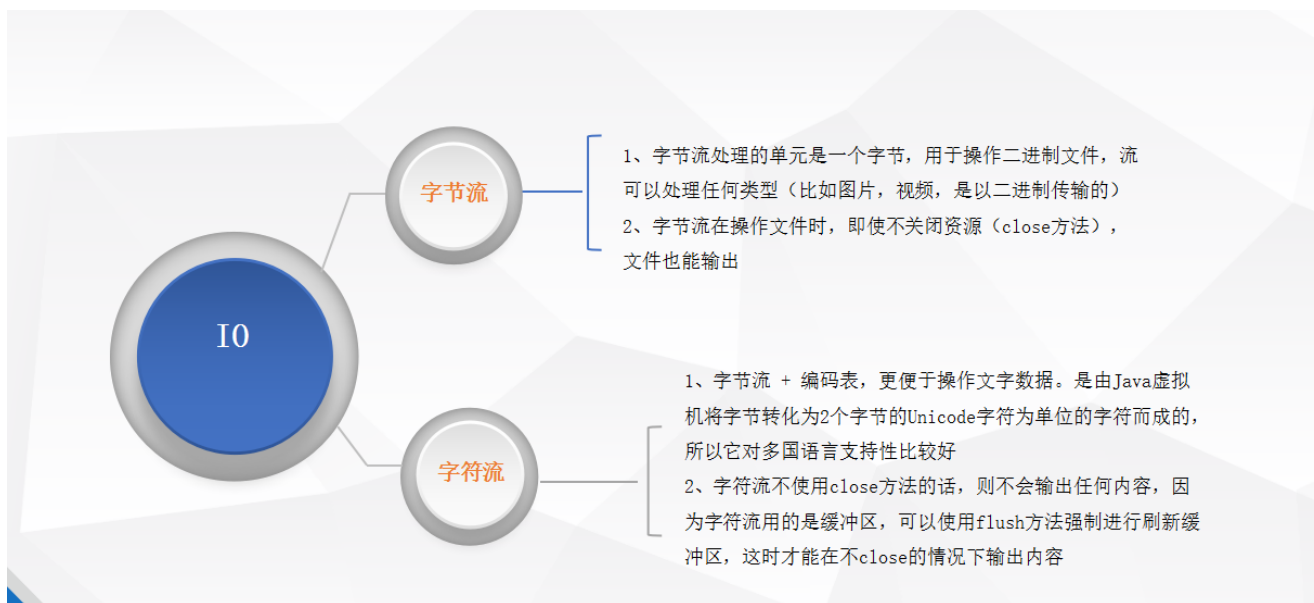 字节流
1、字节流处理的单元是一个字节，用于操作二进制文件，流
可以处理任何类型（比如图片，视频，是以二进制传输的）
2、字节流在操作文件时，即使不关闭资源（close方法），
文件也能输出
IO
字符流
1、字节流 + 编码表，更便于操作文字数据。是由Java虚拟
机将字节转化为2个字节的Unicode字符为单位的字符而成的，
所以它对多国语言支持性比较好
2、字符流不使用close方法的话，则不会输出任何内容，因
为字符流用的是缓冲区，可以使用flush方法强制进行刷新缓
冲区，这时才能在不close的情况下输出内容